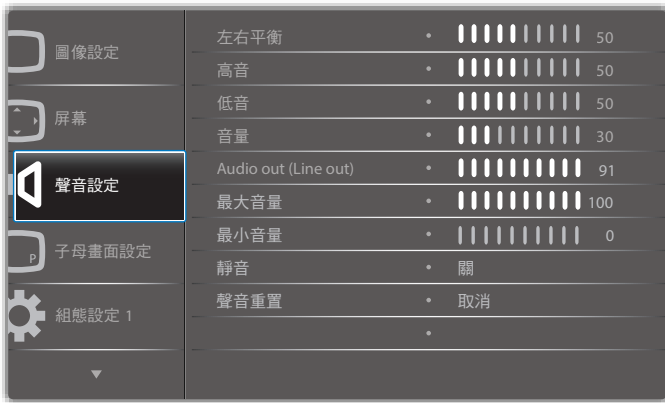 圖像設定
屏幕
聲音設定
P
子母畫面設定
組態設定 1
左右平衡 • 50
高音 • 50
低音 • 50
音量 • 30
Audio out (Line out) • 91
最大音量 • 100
最小音量 • 0
靜音 • 關
聲音重置 • 取消
•